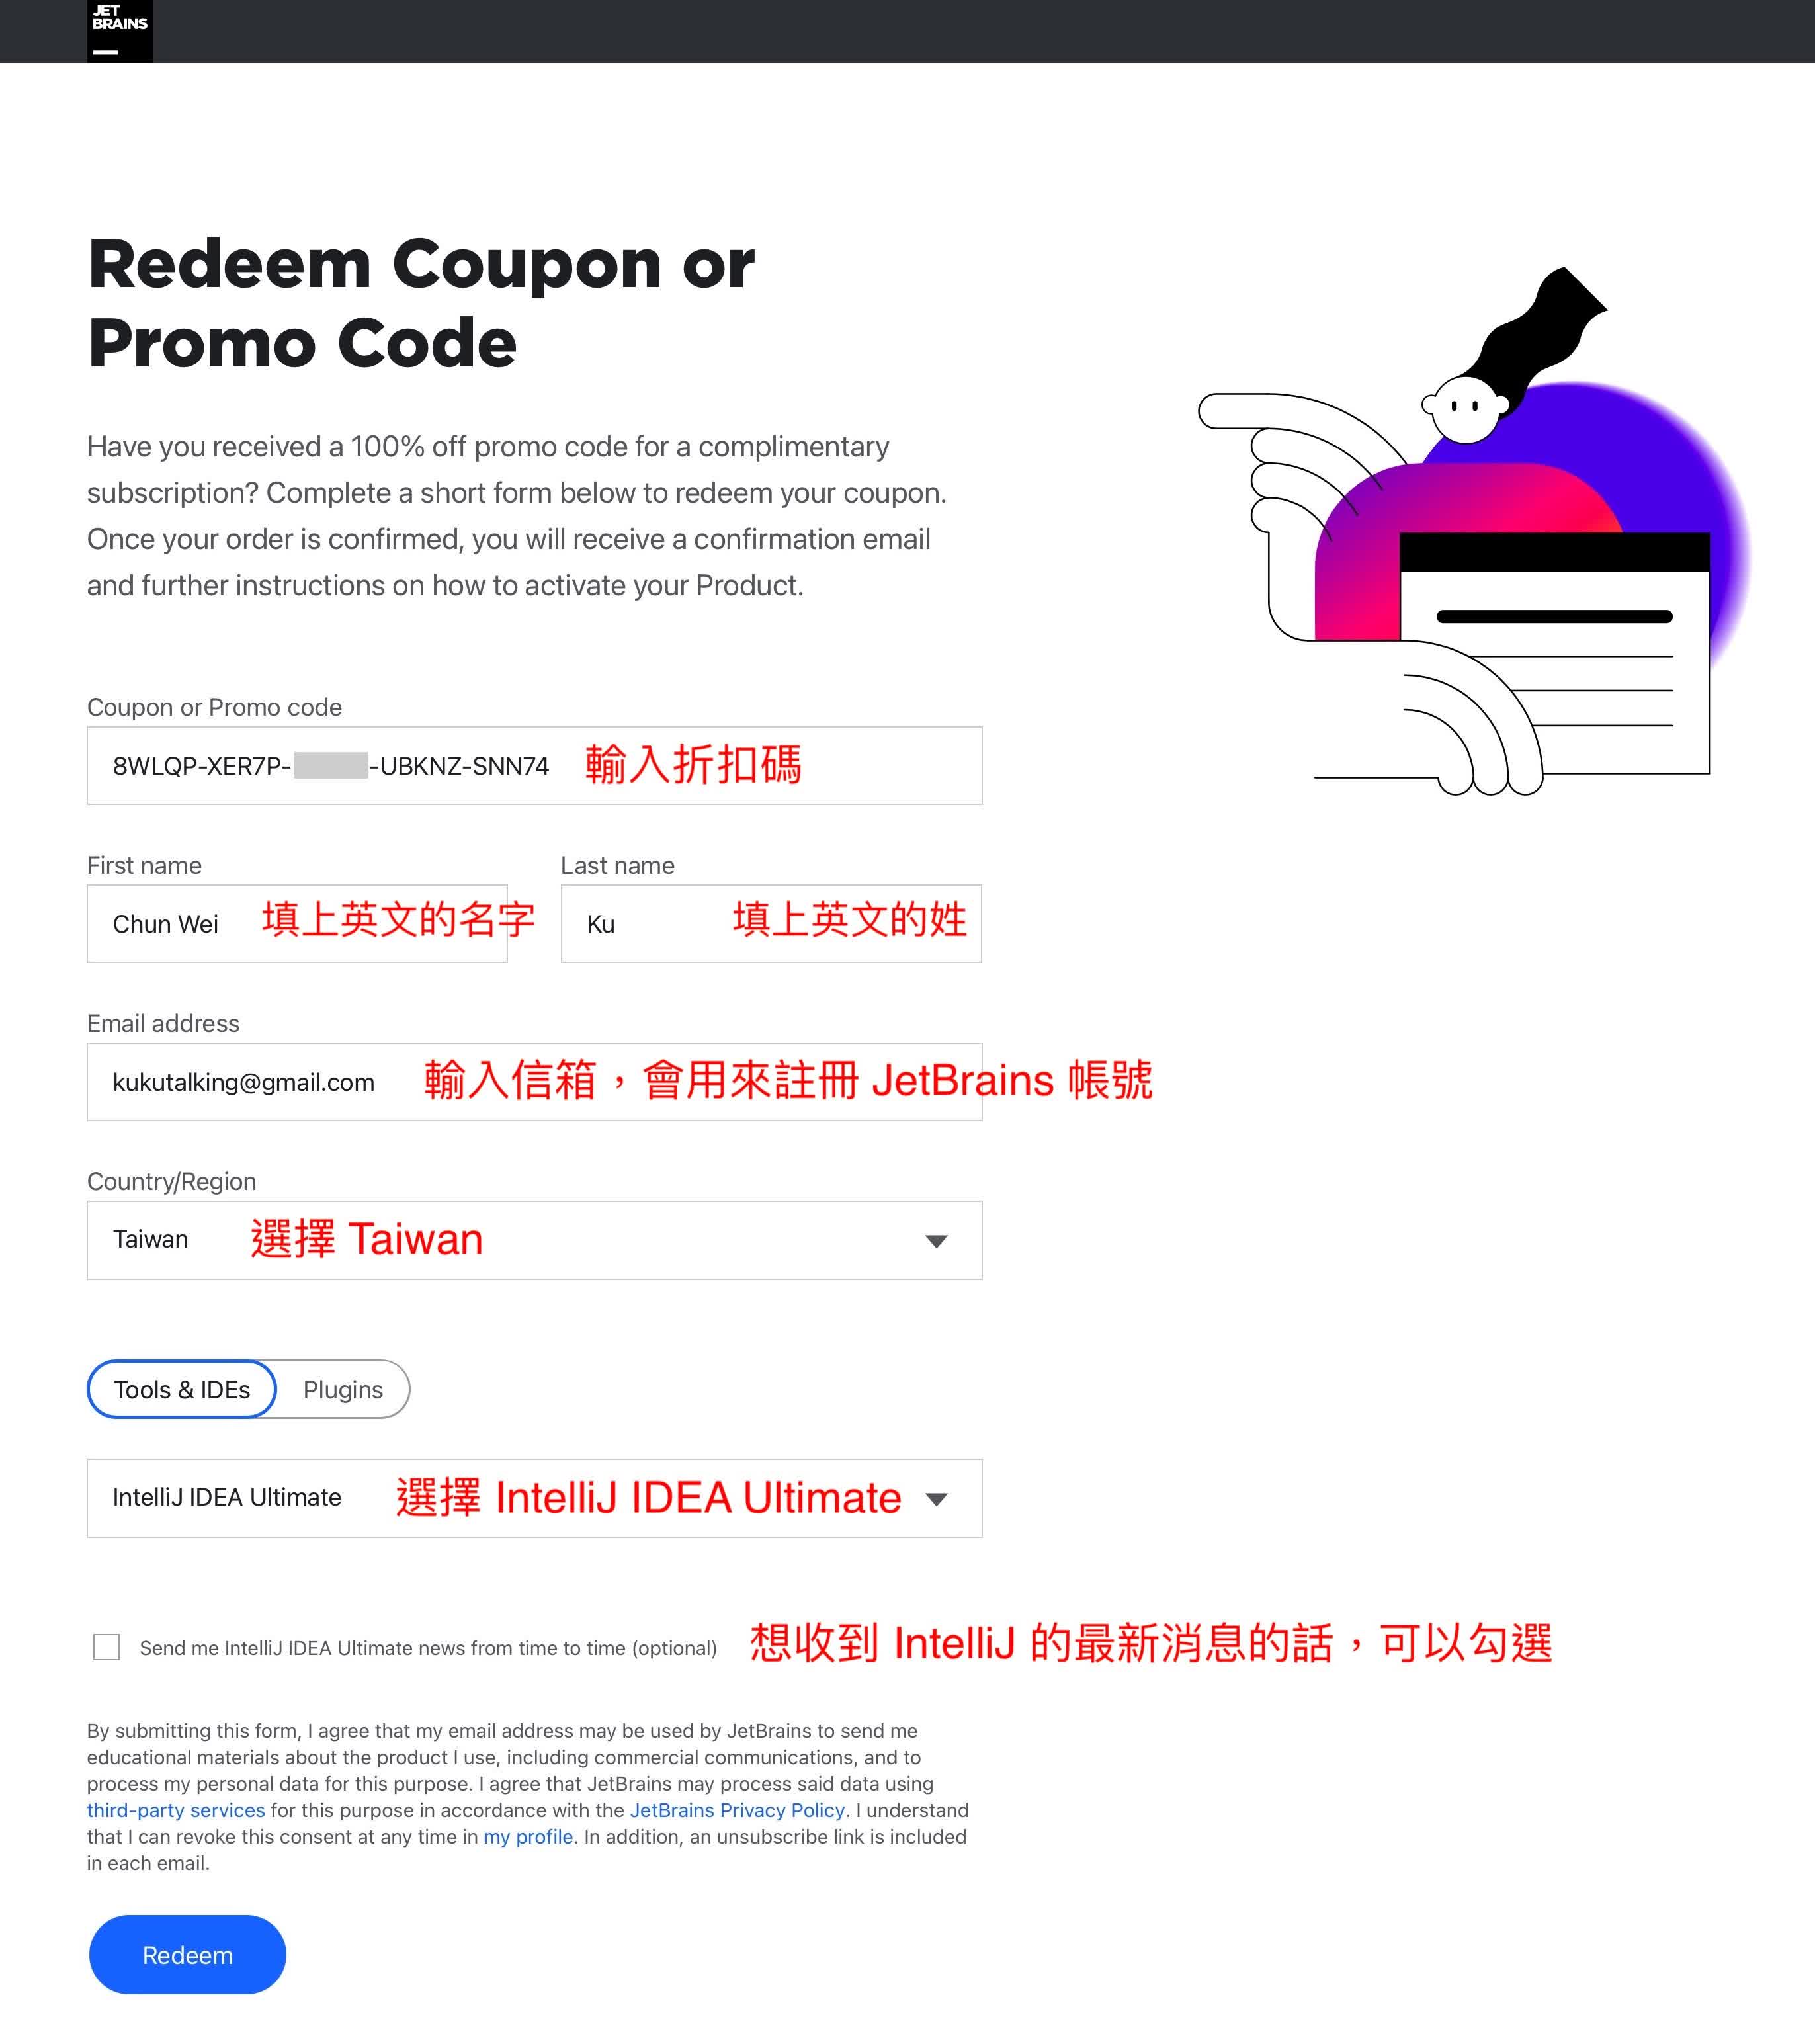 JET
BRAINS
Redeem Coupon or
Promo Code
Have you received a 100% off promo code for a complimentary
subscription? Complete a short form below to redeem your coupon.
Once your order is confirmed, you will receive a confirmation email
and further instructions on how to activate your Product.
Coupon or Promo code
8WLQP-XER7P- -UBKNZ-SNN74 輸入折扣碼
First name Last name
Chun Wei 填上英文的名字 Ku 填上英文的姓
Email address
kukutalking@gmail.com 輸入信箱，會用來註冊 JetBrains 帳號
Country/Region
Taiwan 選擇 Taiwan
Tools & IDEs Plugins
IntelliJ IDEA Ultimate 選擇 IntelliJ IDEA Ultimate
Send me IntelliJ IDEA Ultimate news from time to time (optional) 想收到 IntelliJ 的最新消息的話，可以勾選
By submitting this form, I agree that my email address may be used by JetBrains to send me
educational materials about the product I use, including commercial communications, and to
process my personal data for this purpose. I agree that JetBrains may process said data using
third-party services for this purpose in accordance with the JetBrains Privacy Policy. I understand
that I can revoke this consent at any time in my profile. In addition, an unsubscribe link is included
in each email.
Redeem